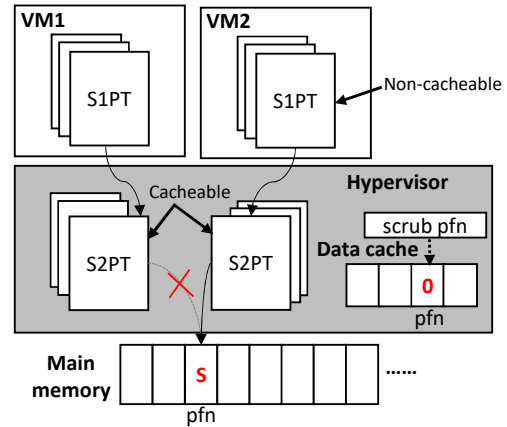 VM1
VM2
S1PT
S1PT
Non-cacheable
Hypervisor
Cacheable
scrub pfn
Data cache
S2PT
S2PT
0
pfn
Main
memory
S
......
pfn